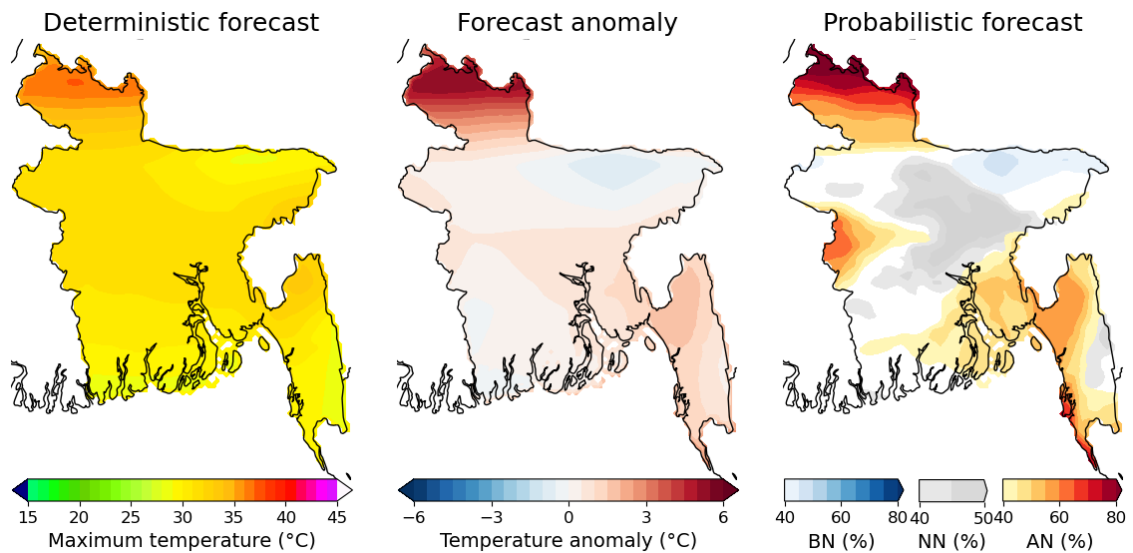 Deterministic forecast
Forecast anomaly
Probabilistic forecast
15 20 25 30 35 40 45
Maximum temperature (°C)
−6 −3 0 3 6
Temperature anomaly (°C)
40 60 80
BN (%)
40 50
NN (%)
40 60 80
AN (%)